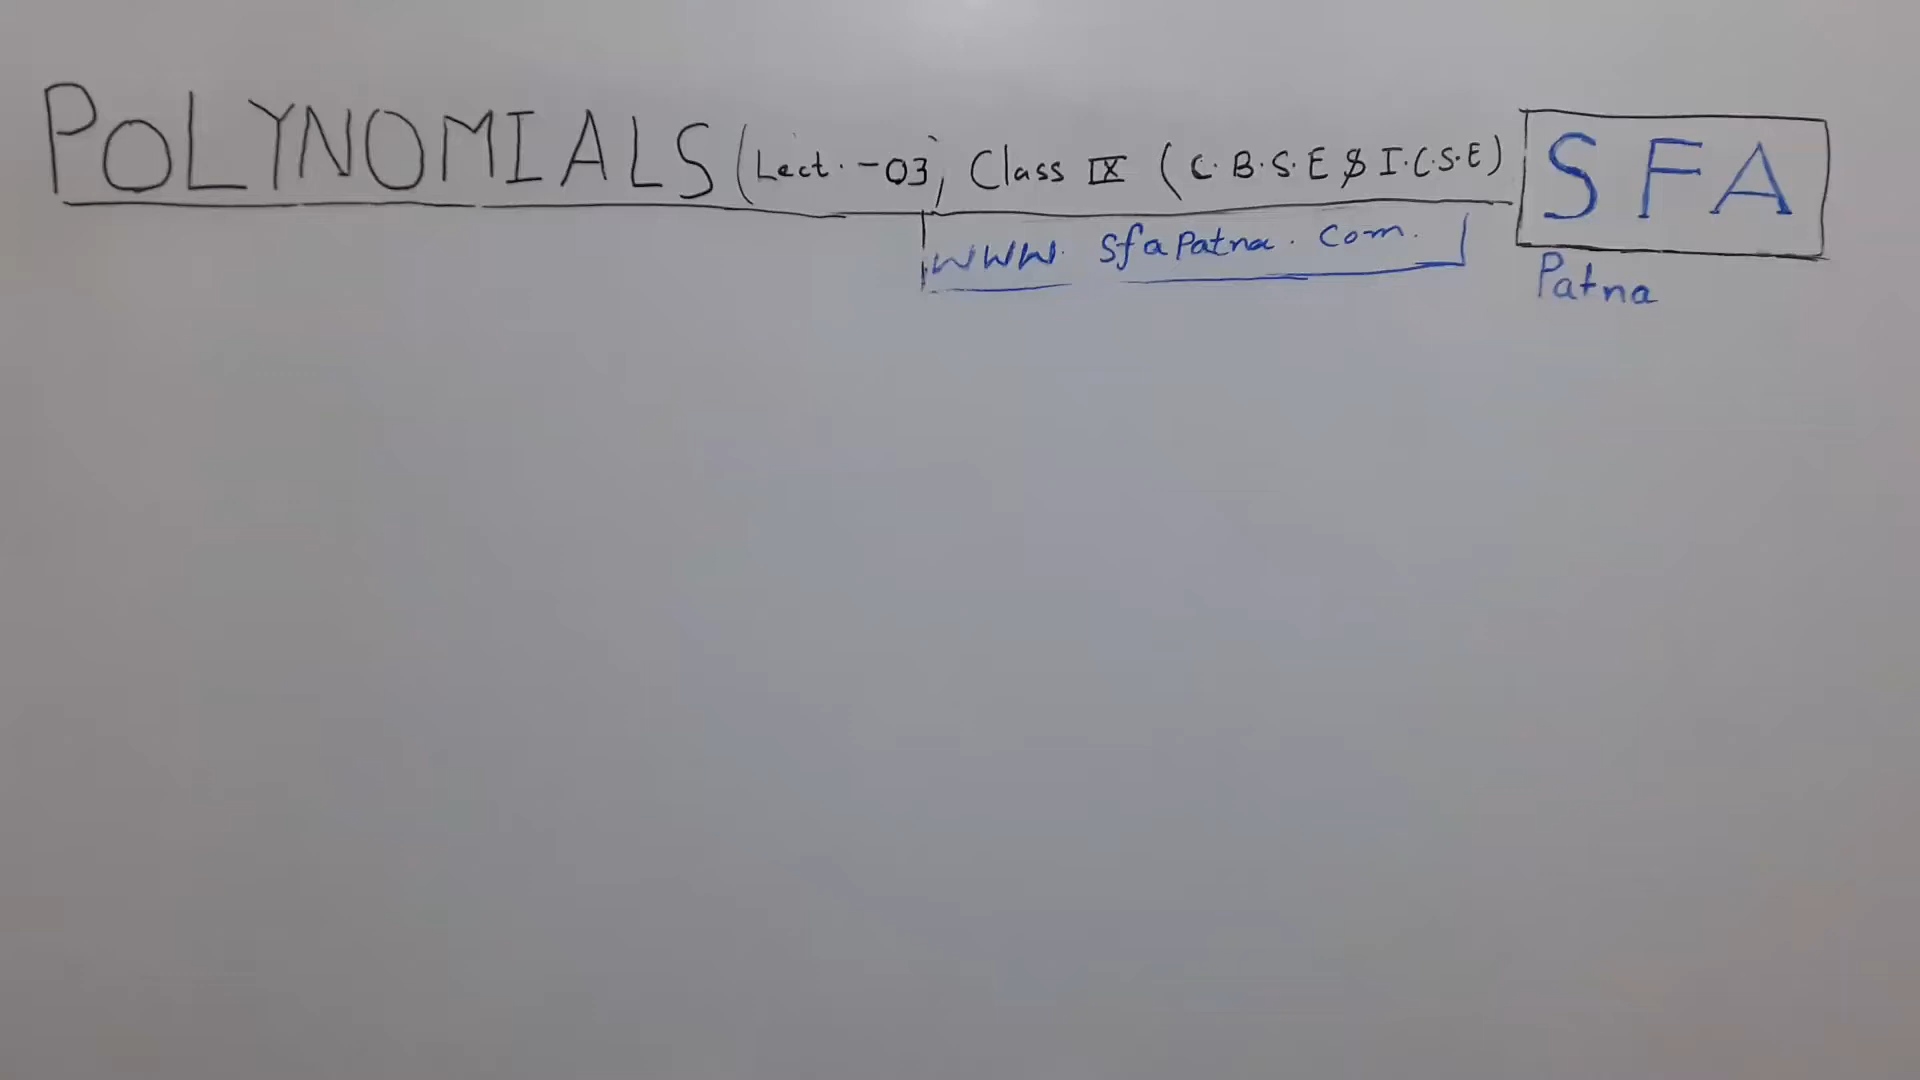 POLYNOMIALS (Lect. -03, Class IX (C.B.S.E & I.C.S.E) SFA
www. sfapatna. com.
Patna